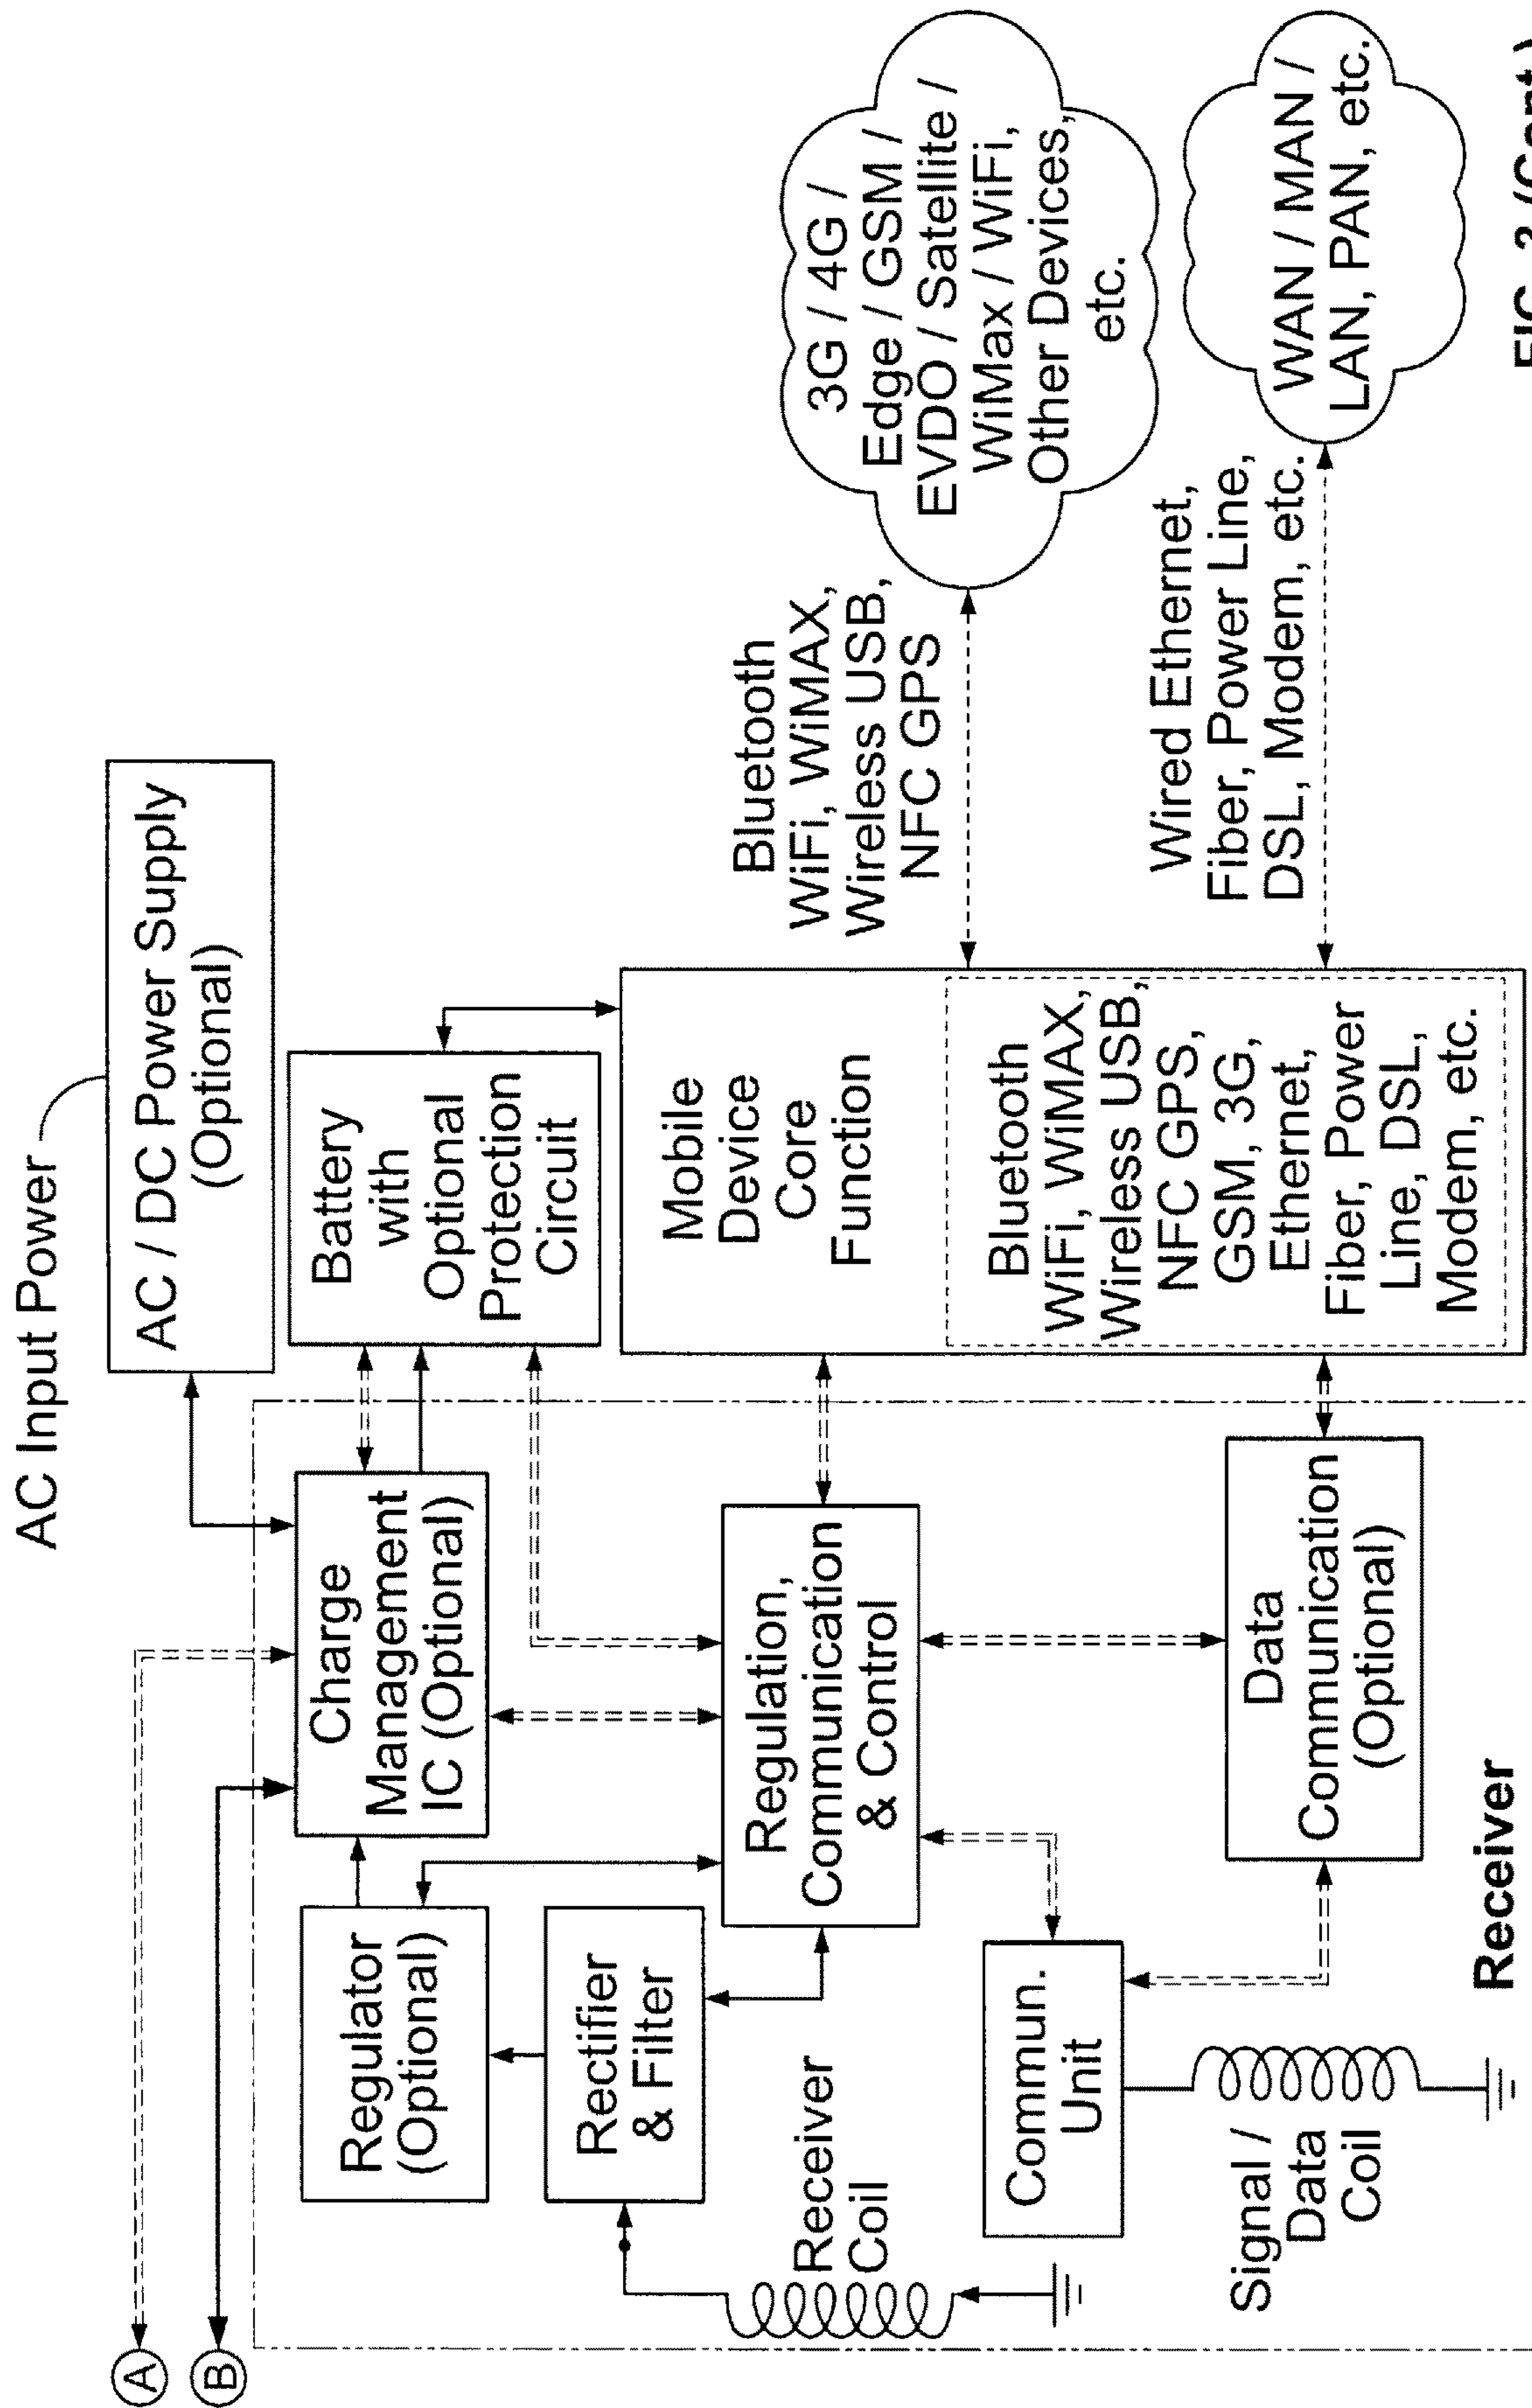 AC Input Power
A
B
AC / DC Power Supply
(Optional)
Regulator
(Optional)
Charge
Management
IC (Optional)
Battery
with
Optional
Protection
Circuit
Rectifier
& Filter
Receiver
Coil
Regulation,
Communication
& Control
Mobile
Device
Core
Function
Bluetooth
WiFi, WiMAX,
Wireless USB,
NFC GPS
3G / 4G /
Edge / GSM /
EVDO / Satellite /
WiMax / WiFi,
Other Devices,
etc.
Commun.
Unit
Signal /
Data
Coil
Data
Communication
(Optional)
Bluetooth
WiFi, WiMAX,
Wireless USB,
NFC GPS,
GSM, 3G,
Ethernet,
Fiber, Power
Line, DSL,
Modem, etc.
Wired Ethernet,
Fiber, Power Line,
DSL, Modem, etc.
WAN / MAN /
LAN, PAN, etc.
Receiver
FIG. 3 (Cont.)